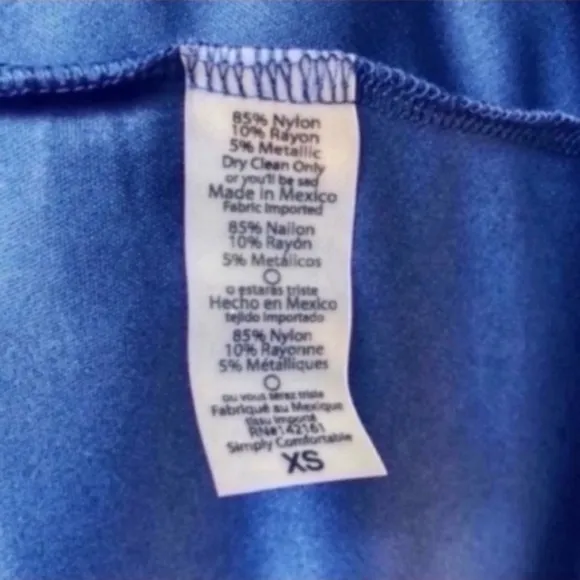 85% Nylon
10% Rayon
5% Metallic
Dry Clean Only
or you'll be sad
Made in Mexico
Fabric Imported
85% Nailon
10% Rayón
5% Metálicos
o estarás triste
Hecho en Mexico
tejido importado
85% Nylon
10% Rayonne
5% Métalliques
ou vous serez triste
Fabriqué au Mexique
tissu importé
RN#142161
Simply Comfortable
XS